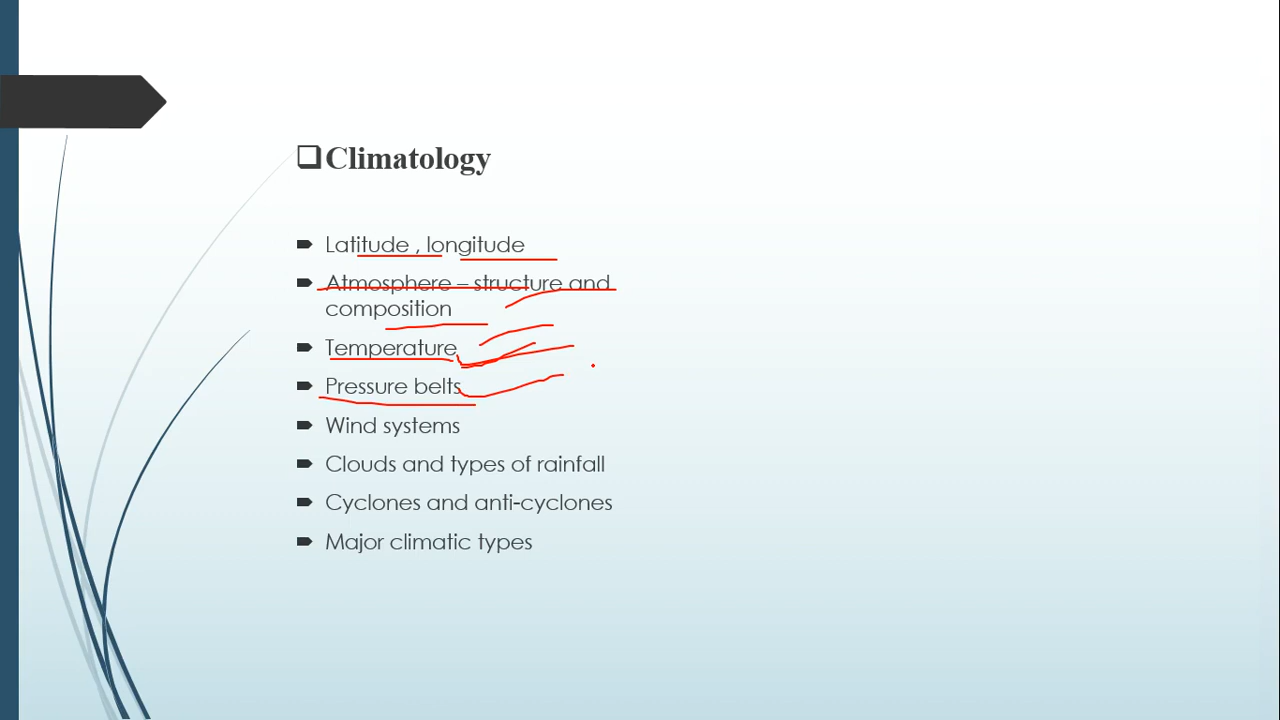 Climatology
Latitude , longitude
Atmosphere – structure and
composition
Temperature
Pressure belts
Wind systems
Clouds and types of rainfall
Cyclones and anti-cyclones
Major climatic types